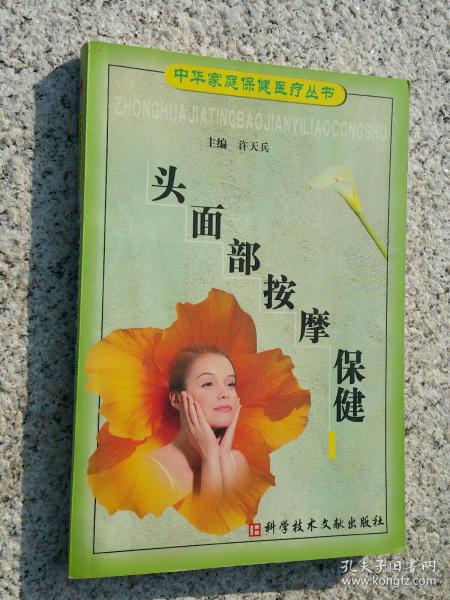 中华家庭保健医疗丛书
ZHONGHUAJIATINGBAOJIANYILIAOCONGSHU
主编 许天兵
头面部按摩保健
科学技术文献出版社
孔夫子旧书网
www.kongfz.com